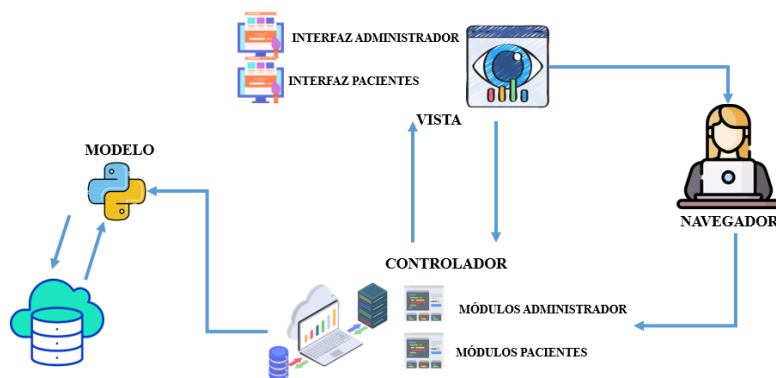 INTERFAZ ADMINISTRADOR
INTERFAZ PACIENTES
VISTA
MODELO
NAVEGADOR
CONTROLADOR
MÓDULOS ADMINISTRADOR
MÓDULOS PACIENTES